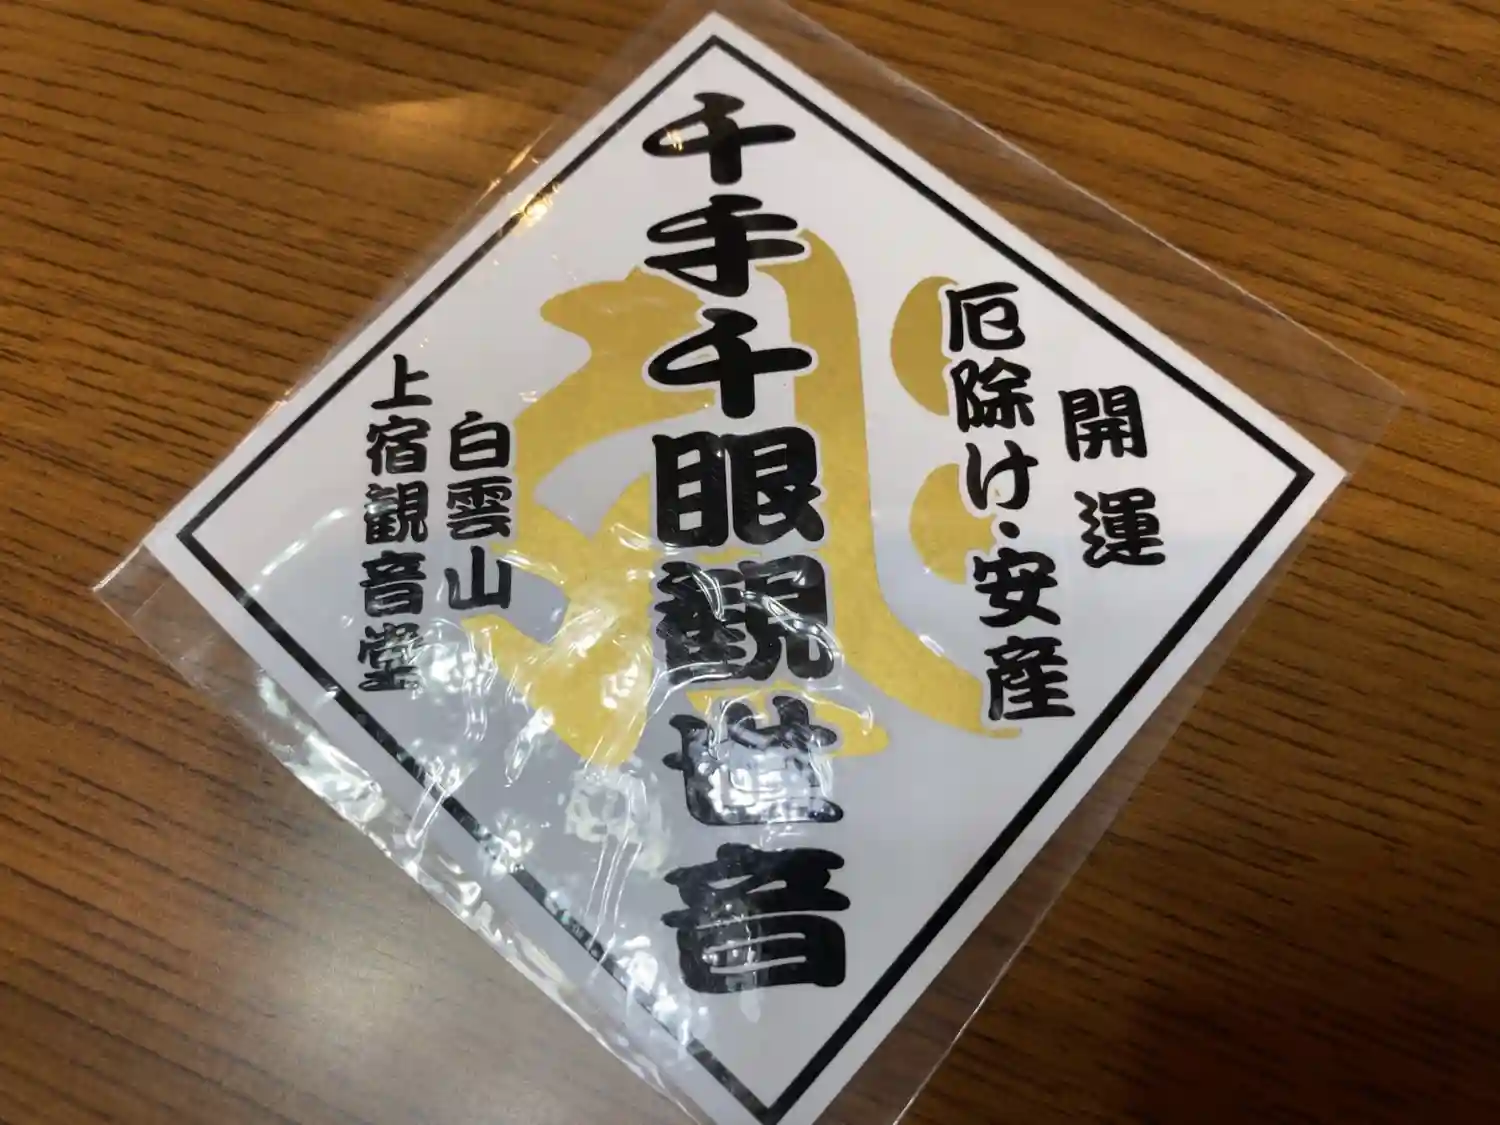 開運
厄除け・安産
千手千眼観世音
白雲山
上宿観音堂